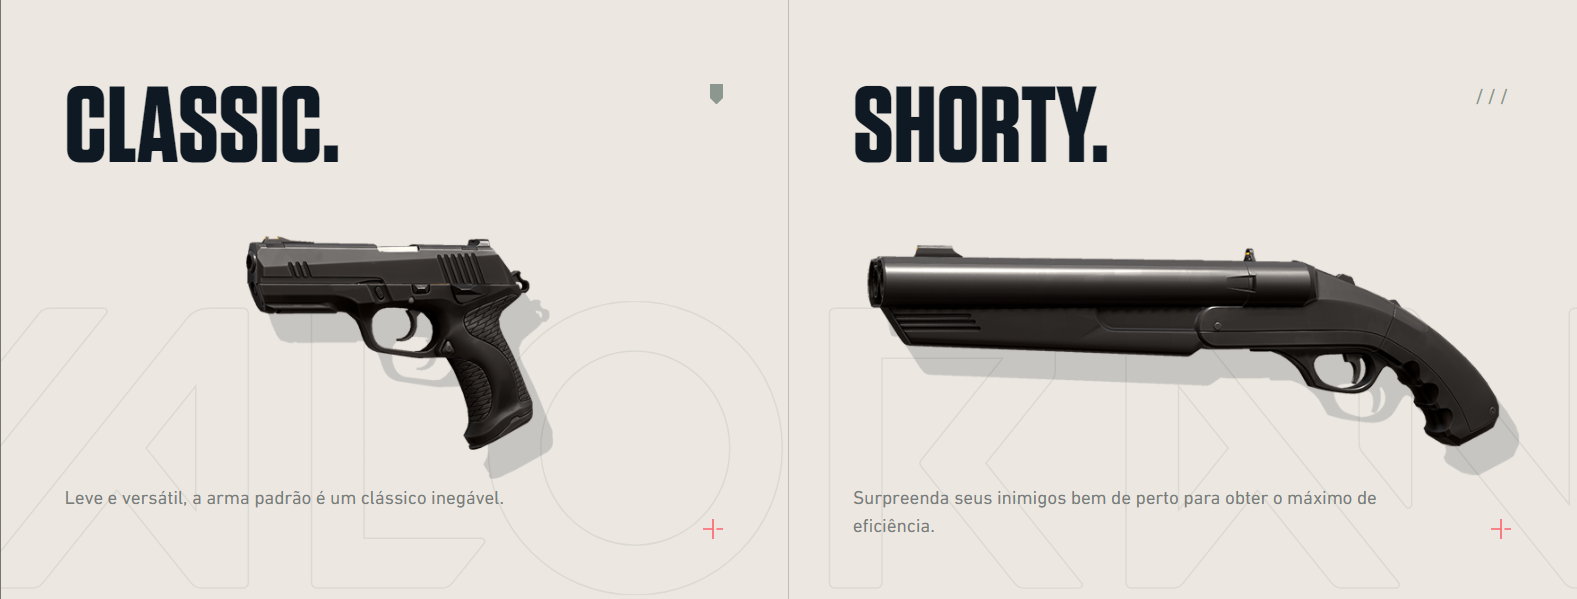 CLASSIC.
Leve e versátil, a arma padrão é um clássico inegável.
SHORTY.
///
Surpreenda seus inimigos bem de perto para obter o máximo de
eficiência.